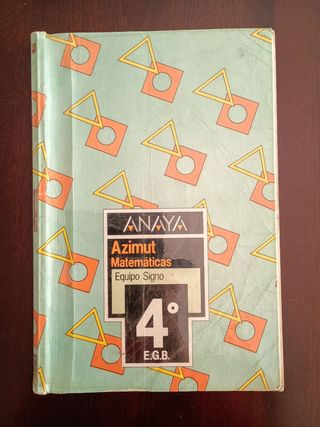 ANAYA
Azimut
Matemáticas
Equipo Signo
4°
E.G.B.